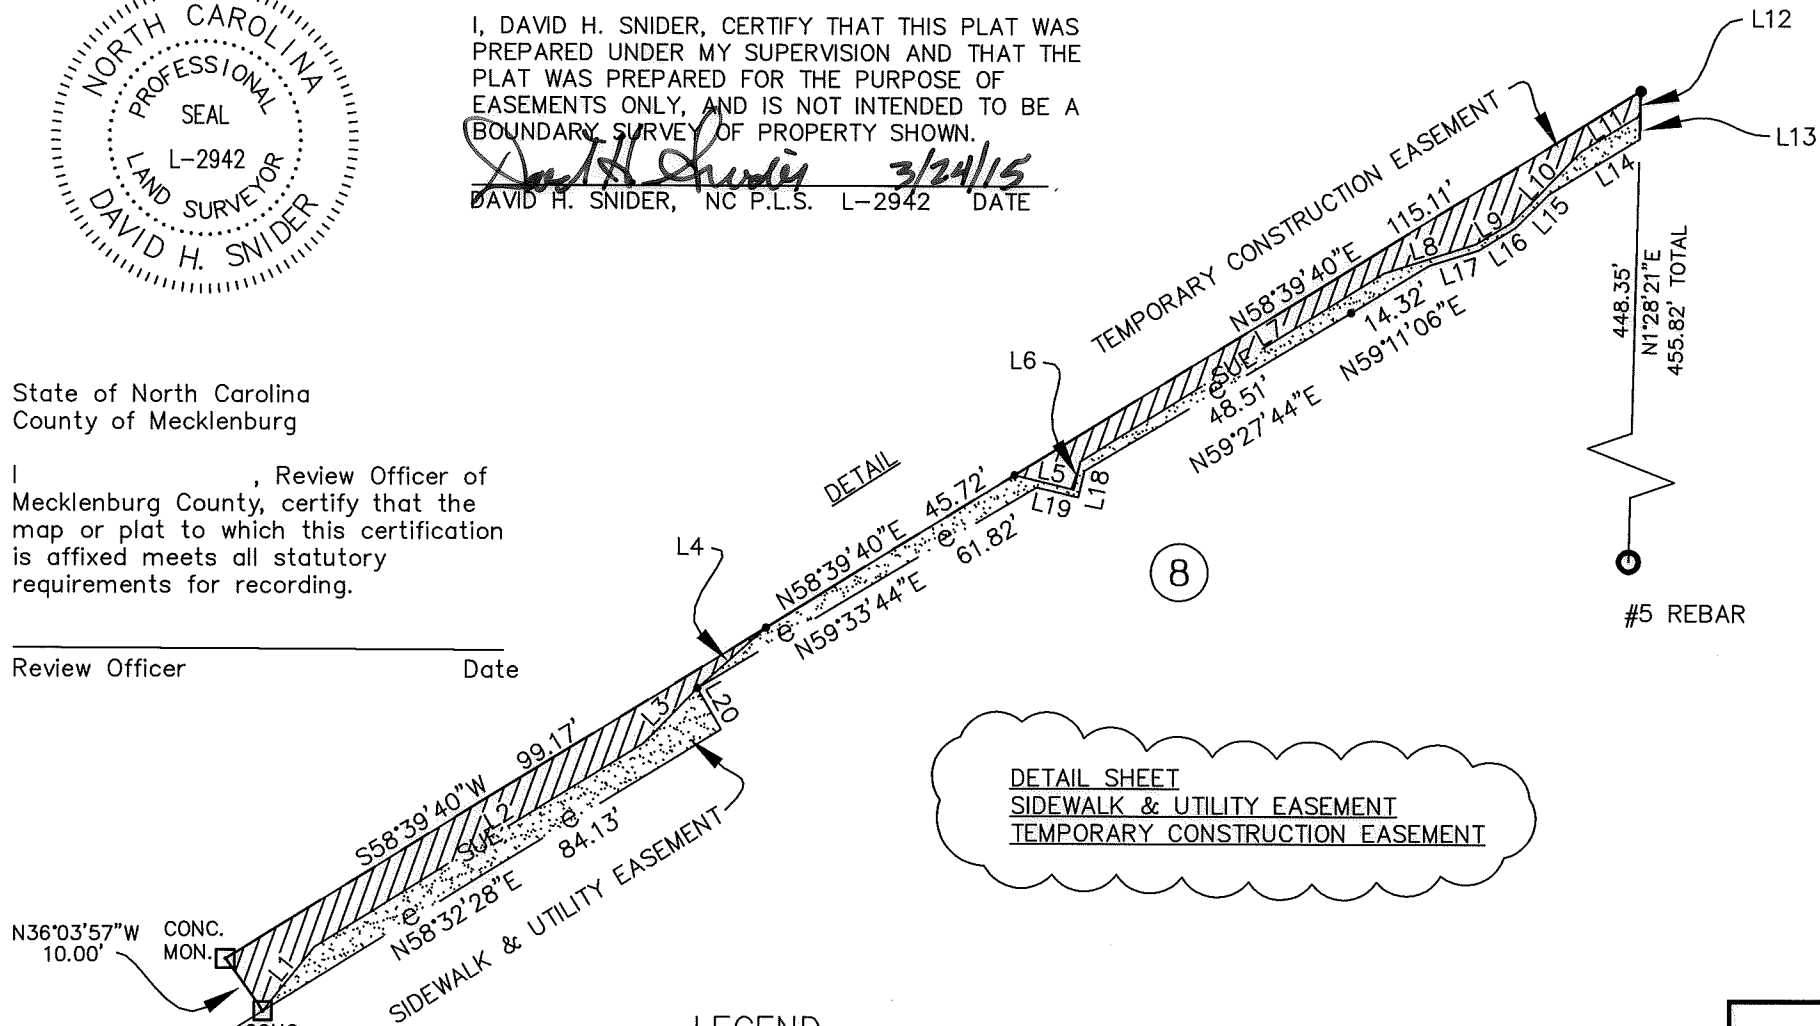 NORTH CAROLINA
PROFESSIONAL
SEAL
L-2942
LAND SURVEYOR
DAVID H. SNIDER
I, DAVID H. SNIDER, CERTIFY THAT THIS PLAT WAS
PREPARED UNDER MY SUPERVISION AND THAT THE
PLAT WAS PREPARED FOR THE PURPOSE OF
EASEMENTS ONLY, AND IS NOT INTENDED TO BE A
BOUNDARY SURVEY OF PROPERTY SHOWN.
David H Snider 3/24/15
DAVID H. SNIDER, NC P.L.S. L-2942 DATE
State of North Carolina
County of Mecklenburg
I , Review Officer of
Mecklenburg County, certify that the
map or plat to which this certification
is affixed meets all statutory
requirements for recording.
Review Officer Date
L12
L13
L11
L14
L10
L15
L9
L16
L8
L17
TEMPORARY CONSTRUCTION EASEMENT
N58°39'40"E 115.11'
L7
SUE
e
14.32'
N59°11'06"E
48.51'
N59°27'44"E
448.35'
N1°28'21"E
455.82' TOTAL
#5 REBAR
L6
L5
L18
L19
DETAIL
N58°39'40"E 45.72'
e
e
61.82'
N59°33'44"E
8
L4
L3
L20
S58°39'40"W 99.17'
L2
SUE
e
e
84.13'
N58°32'28"E
SIDEWALK & UTILITY EASEMENT
L1
N36°03'57"W
10.00'
CONC.
MON.
DETAIL SHEET
SIDEWALK & UTILITY EASEMENT
TEMPORARY CONSTRUCTION EASEMENT
LEGEND